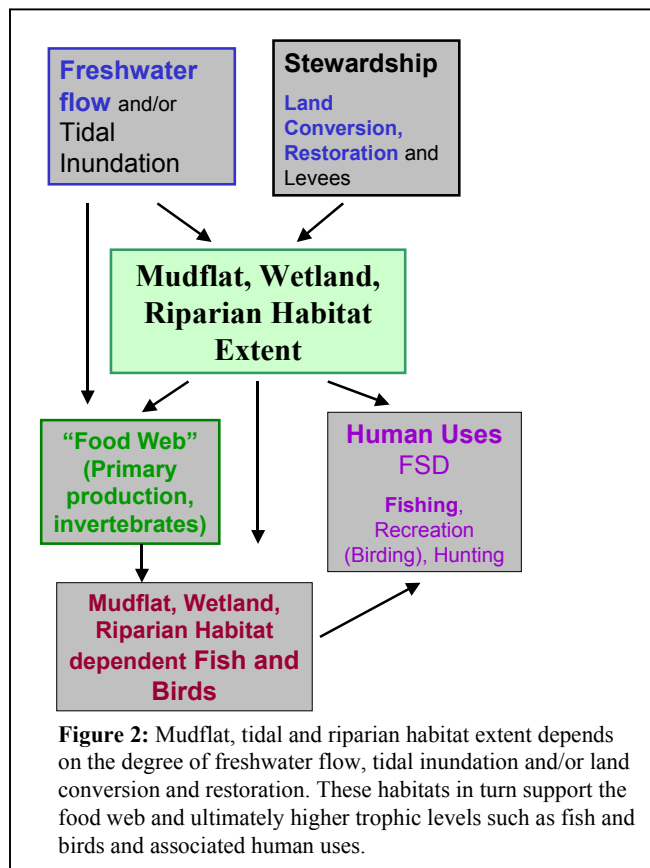 Freshwater
flow and/or
Tidal
Inundation
Stewardship
Land
Conversion,
Restoration and
Levees
Mudflat, Wetland,
Riparian Habitat
Extent
“Food Web”
(Primary
production,
invertebrates)
Human Uses
FSD
Fishing,
Recreation
(Birding), Hunting
Mudflat, Wetland,
Riparian Habitat
dependent Fish and
Birds
Figure 2: Mudflat, tidal and riparian habitat extent depends
on the degree of freshwater flow, tidal inundation and/or land
conversion and restoration. These habitats in turn support the
food web and ultimately higher trophic levels such as fish and
birds and associated human uses.